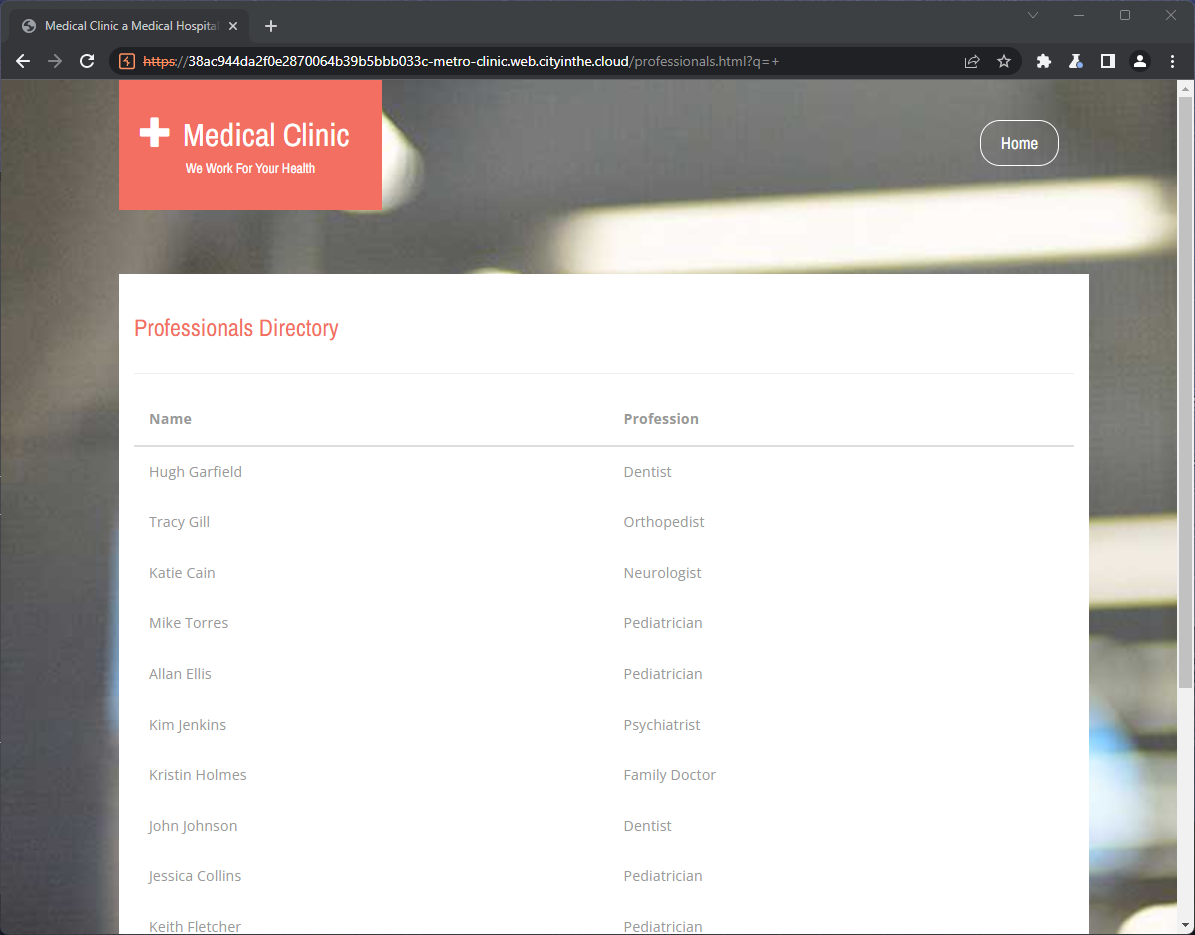 Medical Clinic a Medical Hospita
https://38ac944da2f0e2870064b39b5bbb033c-metro-clinic.web.cityinthe.cloud/professionals.html?q=+
Medical Clinic
We Work For Your Health
Home
Professionals Directory
Name Profession
Hugh Garfield Dentist
Tracy Gill Orthopedist
Katie Cain Neurologist
Mike Torres Pediatrician
Allan Ellis Pediatrician
Kim Jenkins Psychiatrist
Kristin Holmes Family Doctor
John Johnson Dentist
Jessica Collins Pediatrician
Keith Fletcher Pediatrician